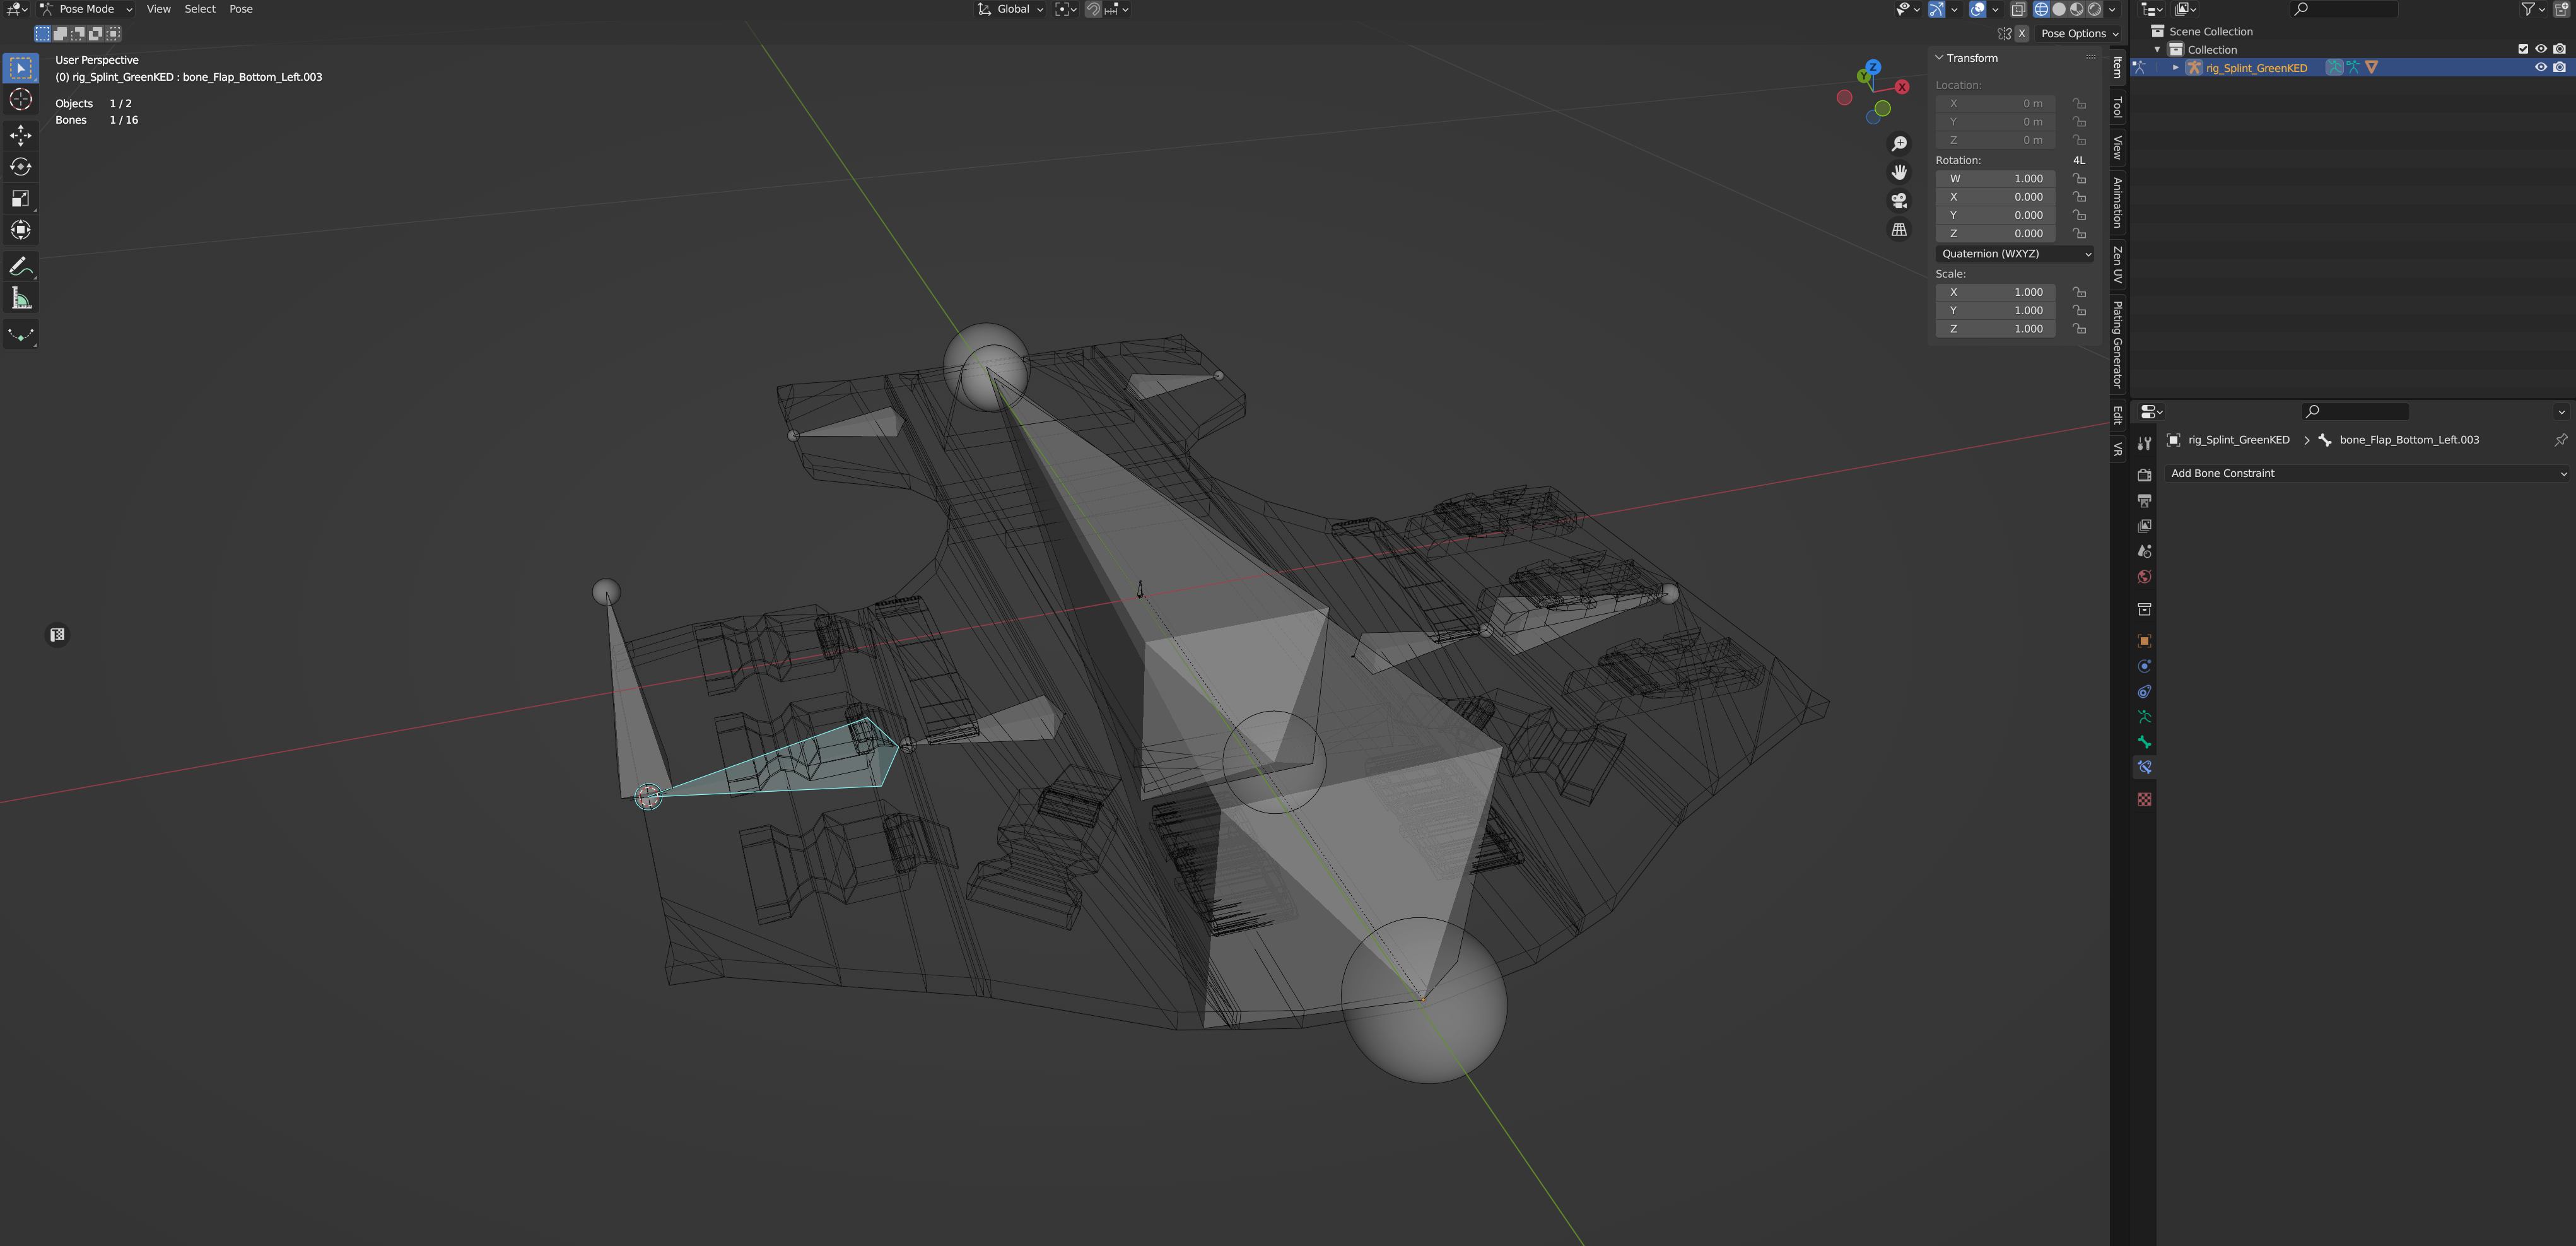 Pose Mode View Select Pose Global
X Pose Options
User Perspective
(0) rig_Splint_GreenKED : bone_Flap_Bottom_Left.003
Objects 1 / 2
Bones 1 / 16
Z
Y
X
Transform
Location:
X 0 m
Y 0 m
Z 0 m
Rotation: 4L
W 1.000
X 0.000
Y 0.000
Z 0.000
Quaternion (WXYZ)
Scale:
X 1.000
Y 1.000
Z 1.000
Item
Tool
View
Animation
Zen UV
Plating Generator
Edit
VR
Scene Collection
Collection
rig_Splint_GreenKED
rig_Splint_GreenKED bone_Flap_Bottom_Left.003
Add Bone Constraint